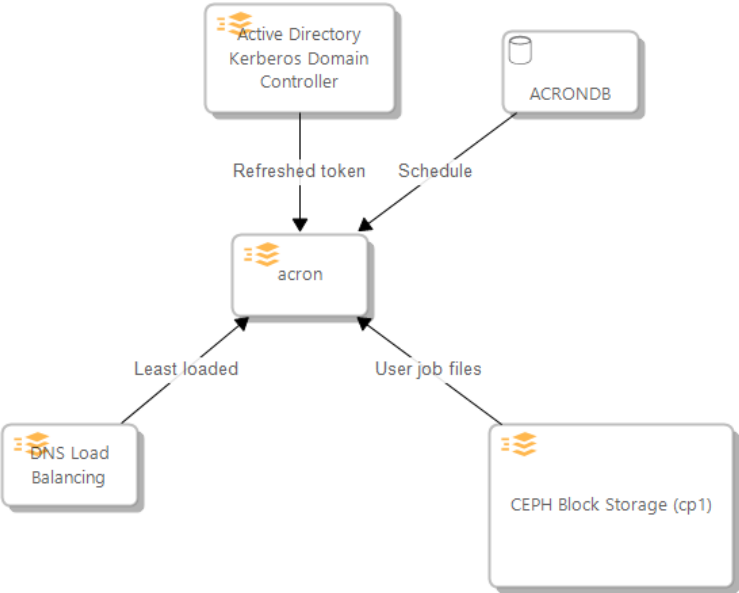 Active Directory
Kerberos Domain
Controller
ACRONDB
Refreshed token
Schedule
acron
Least loaded
User job files
DNS Load
Balancing
CEPH Block Storage (cp1)